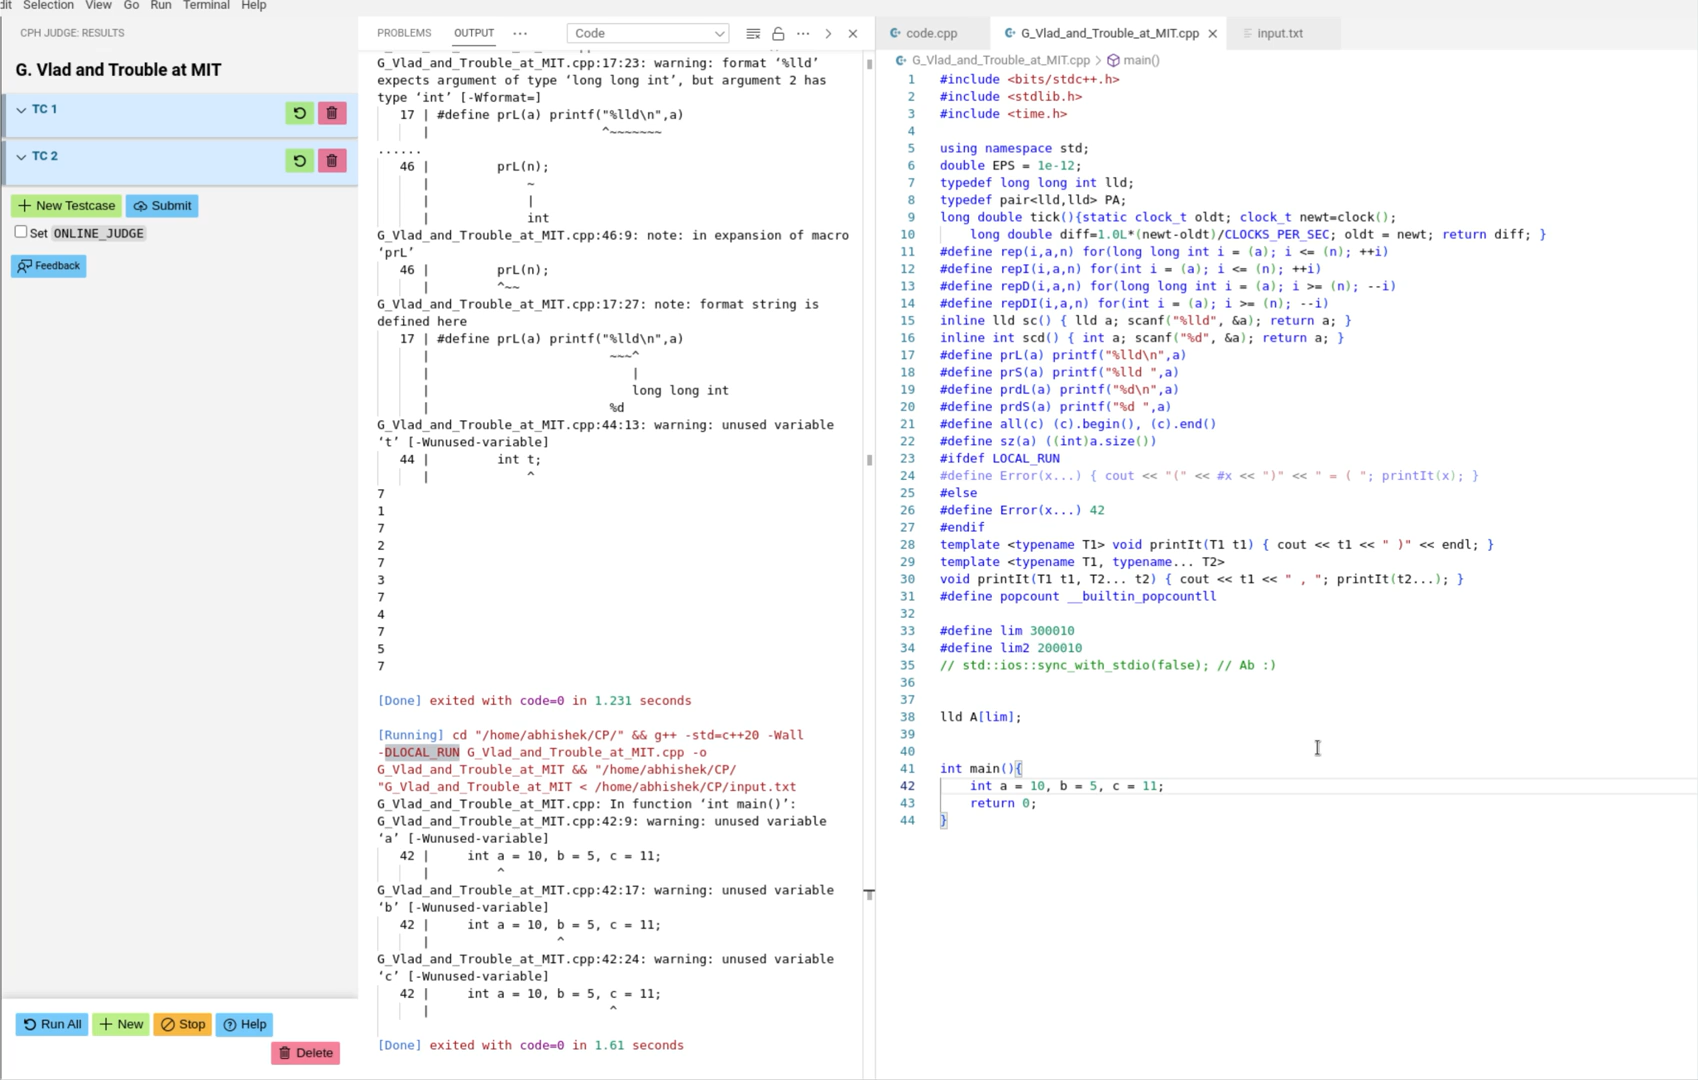 dit Selection View Go Run Terminal Help
CPH JUDGE: RESULTS
G. Vlad and Trouble at MIT
TC 1
TC 2
New Testcase Submit
Set ONLINE_JUDGE
Feedback
Run All New Stop Help
Delete
PROBLEMS OUTPUT ··· Code
G_Vlad_and_Trouble_at_MIT.cpp:17:23: warning: format ‘%lld’
expects argument of type ‘long long int’, but argument 2 has
type ‘int’ [-Wformat=]
17 | #define prL(a) printf("%lld\n",a)
| ^~~~~~~~
......
46 | prL(n);
| ~
| |
| int
G_Vlad_and_Trouble_at_MIT.cpp:46:9: note: in expansion of macro
‘prL’
46 | prL(n);
| ^~~
G_Vlad_and_Trouble_at_MIT.cpp:17:27: note: format string is
defined here
17 | #define prL(a) printf("%lld\n",a)
| ~~~^
| |
| long long int
| %d
G_Vlad_and_Trouble_at_MIT.cpp:44:13: warning: unused variable
‘t’ [-Wunused-variable]
44 | int t;
| ^
7
1
7
2
7
3
7
4
7
5
7
[Done] exited with code=0 in 1.231 seconds
[Running] cd "/home/abhishek/CP/" && g++ -std=c++20 -Wall
-DLOCAL_RUN G_Vlad_and_Trouble_at_MIT.cpp -o
G_Vlad_and_Trouble_at_MIT && "/home/abhishek/CP/
"G_Vlad_and_Trouble_at_MIT < /home/abhishek/CP/input.txt
G_Vlad_and_Trouble_at_MIT.cpp: In function ‘int main()’:
G_Vlad_and_Trouble_at_MIT.cpp:42:9: warning: unused variable
‘a’ [-Wunused-variable]
42 | int a = 10, b = 5, c = 11;
| ^
G_Vlad_and_Trouble_at_MIT.cpp:42:17: warning: unused variable
‘b’ [-Wunused-variable]
42 | int a = 10, b = 5, c = 11;
| ^
G_Vlad_and_Trouble_at_MIT.cpp:42:24: warning: unused variable
‘c’ [-Wunused-variable]
42 | int a = 10, b = 5, c = 11;
| ^
[Done] exited with code=0 in 1.61 seconds
code.cpp G_Vlad_and_Trouble_at_MIT.cpp input.txt
G_Vlad_and_Trouble_at_MIT.cpp > main()
1 #include <bits/stdc++.h>
2 #include <stdlib.h>
3 #include <time.h>
4
5 using namespace std;
6 double EPS = 1e-12;
7 typedef long long int lld;
8 typedef pair<lld,lld> PA;
9 long double tick(){static clock_t oldt; clock_t newt=clock();
10 long double diff=1.0L*(newt-oldt)/CLOCKS_PER_SEC; oldt = newt; return diff; }
11 #define rep(i,a,n) for(long long int i = (a); i <= (n); ++i)
12 #define repI(i,a,n) for(int i = (a); i <= (n); ++i)
13 #define repD(i,a,n) for(long long int i = (a); i >= (n); --i)
14 #define repDI(i,a,n) for(int i = (a); i >= (n); --i)
15 inline lld sc() { lld a; scanf("%lld", &a); return a; }
16 inline int scd() { int a; scanf("%d", &a); return a; }
17 #define prL(a) printf("%lld\n",a)
18 #define prS(a) printf("%lld ",a)
19 #define prdL(a) printf("%d\n",a)
20 #define prdS(a) printf("%d ",a)
21 #define all(c) (c).begin(), (c).end()
22 #define sz(a) ((int)a.size())
23 #ifdef LOCAL_RUN
24 #define Error(x...) { cout << "(" << #x << ")" << " = ( "; printIt(x); }
25 #else
26 #define Error(x...) 42
27 #endif
28 template <typename T1> void printIt(T1 t1) { cout << t1 << " )" << endl; }
29 template <typename T1, typename... T2>
30 void printIt(T1 t1, T2... t2) { cout << t1 << " , "; printIt(t2...); }
31 #define popcount __builtin_popcountll
32
33 #define lim 300010
34 #define lim2 200010
35 // std::ios::sync_with_stdio(false); // Ab :)
36
37
38 lld A[lim];
39
40
41 int main(){
42 int a = 10, b = 5, c = 11;
43 return 0;
44 }